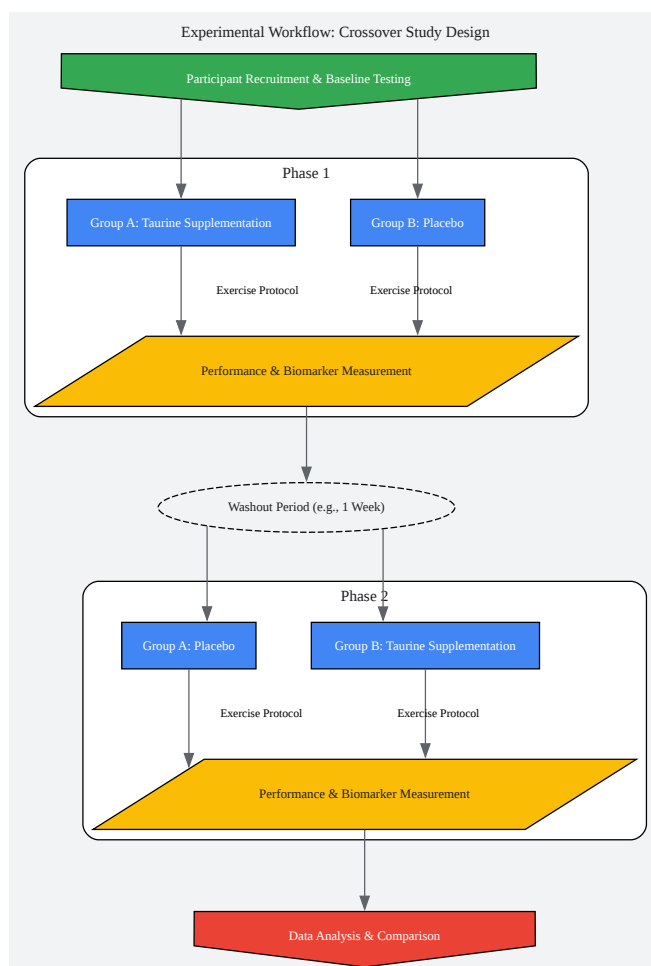 Experimental Workflow: Crossover Study Design
Participant Recruitment & Baseline Testing
Phase 1
Group A: Taurine Supplementation
Group B: Placebo
Exercise Protocol
Exercise Protocol
Performance & Biomarker Measurement
Washout Period (e.g., 1 Week)
Phase 2
Group A: Placebo
Group B: Taurine Supplementation
Exercise Protocol
Exercise Protocol
Performance & Biomarker Measurement
Data Analysis & Comparison